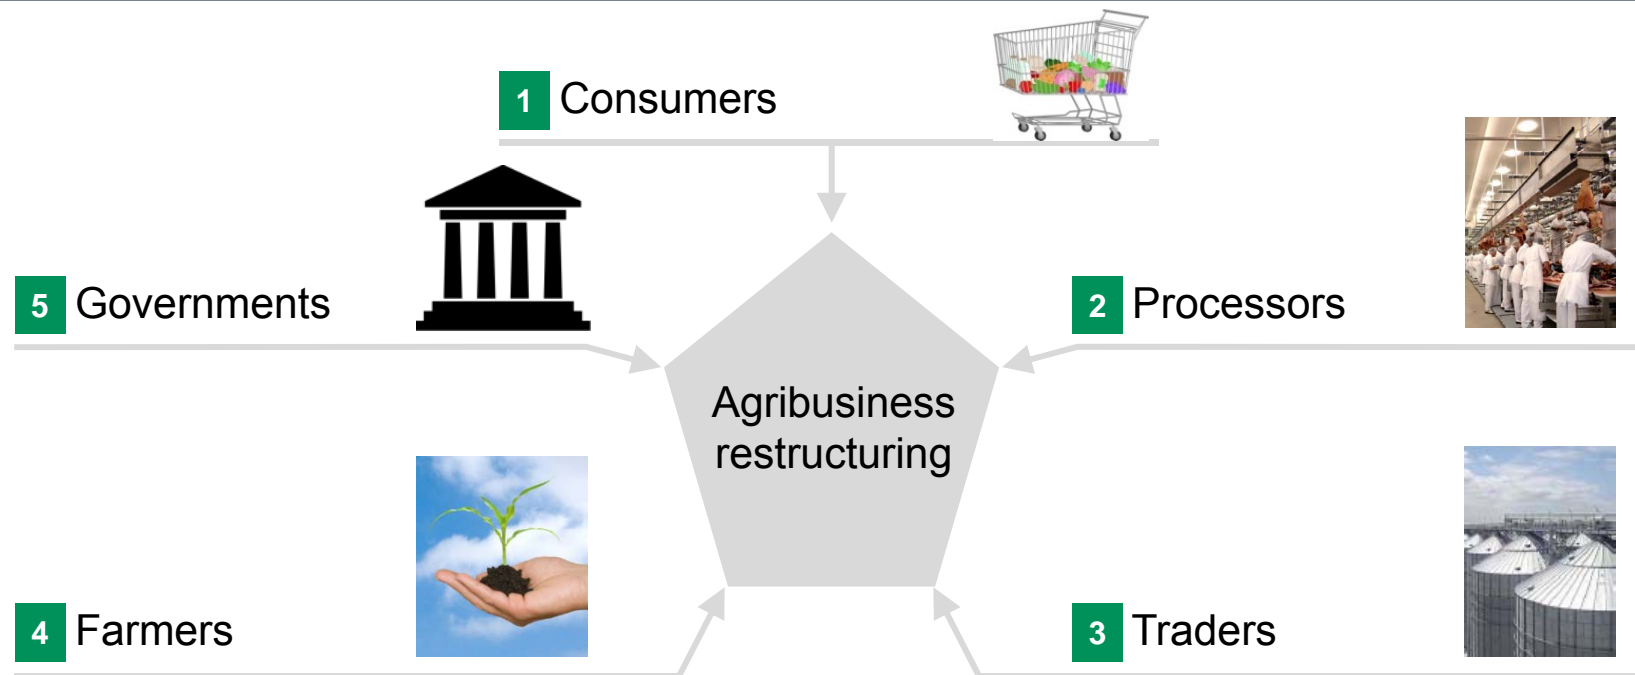 1 Consumers
5 Governments
2 Processors
Agribusiness
restructuring
4 Farmers
3 Traders